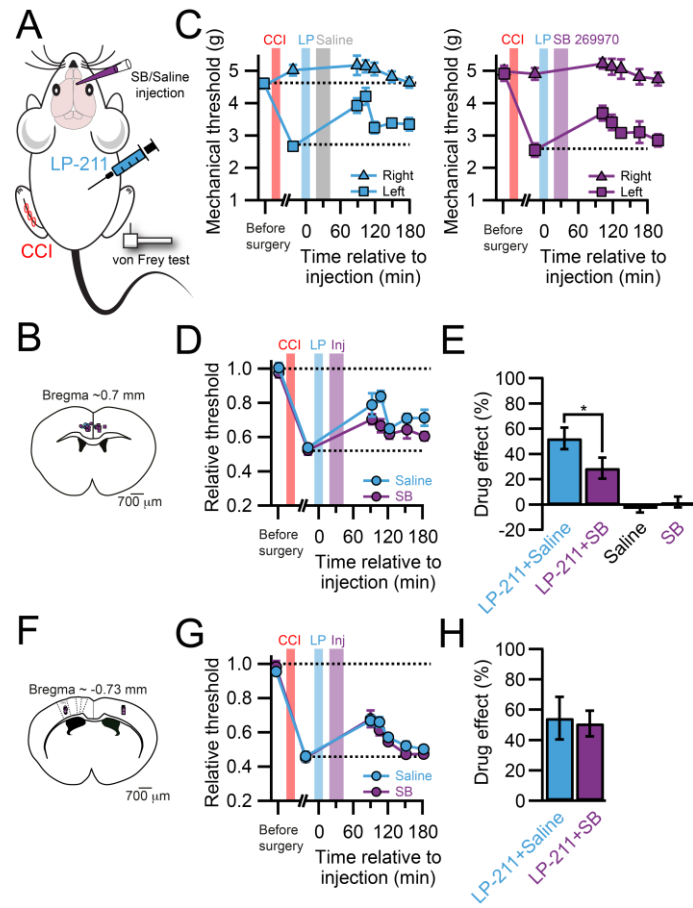 A
SB/Saline
injection
LP-211
CCI
von Frey test
B
Bregma ~0.7 mm
700 µm
C
Mechanical threshold (g)
CCI LP Saline
5
4
3
2
1
Right
Left
Before
surgery
0 60 120 180
Time relative to
injection (min)
Mechanical threshold (g)
CCI LP SB 269970
5
4
3
2
1
Right
Left
Before
surgery
0 60 120 180
Time relative to
injection (min)
D
Relative threshold
CCI LP Inj
1.0
0.8
0.6
0.4
0.2
Saline
SB
Before
surgery
0 60 120 180
Time relative to
injection (min)
E
Drug effect (%)
100
80
60
40
20
0
-20
*
LP-211+Saline
LP-211+SB
Saline
SB
F
Bregma ~ -0.73 mm
700 µm
G
Relative threshold
CCI LP Inj
1.0
0.8
0.6
0.4
0.2
Saline
SB
Before
surgery
0 60 120 180
Time relative to
injection (min)
H
Drug effect (%)
100
80
60
40
20
0
LP-211+Saline
LP-211+SB